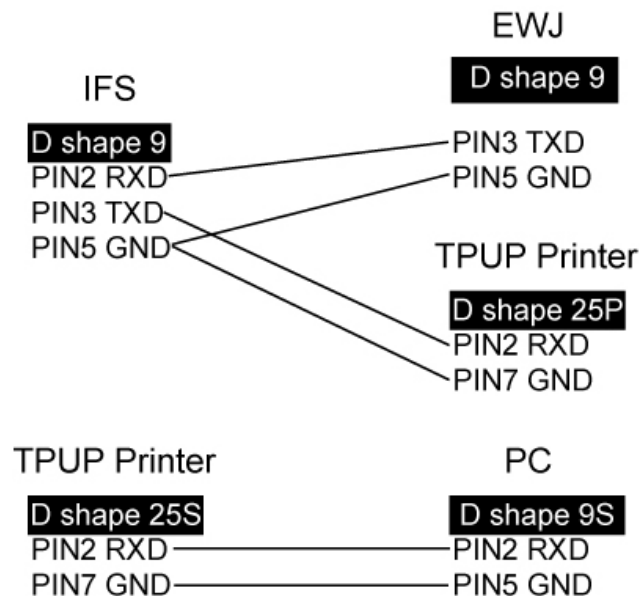 EWJ
D shape 9
IFS
D shape 9
PIN2 RXD
PIN3 TXD
PIN5 GND
PIN3 TXD
PIN5 GND
TPUP Printer
D shape 25P
PIN2 RXD
PIN7 GND
TPUP Printer
D shape 25S
PIN2 RXD
PIN7 GND
PC
D shape 9S
PIN2 RXD
PIN5 GND